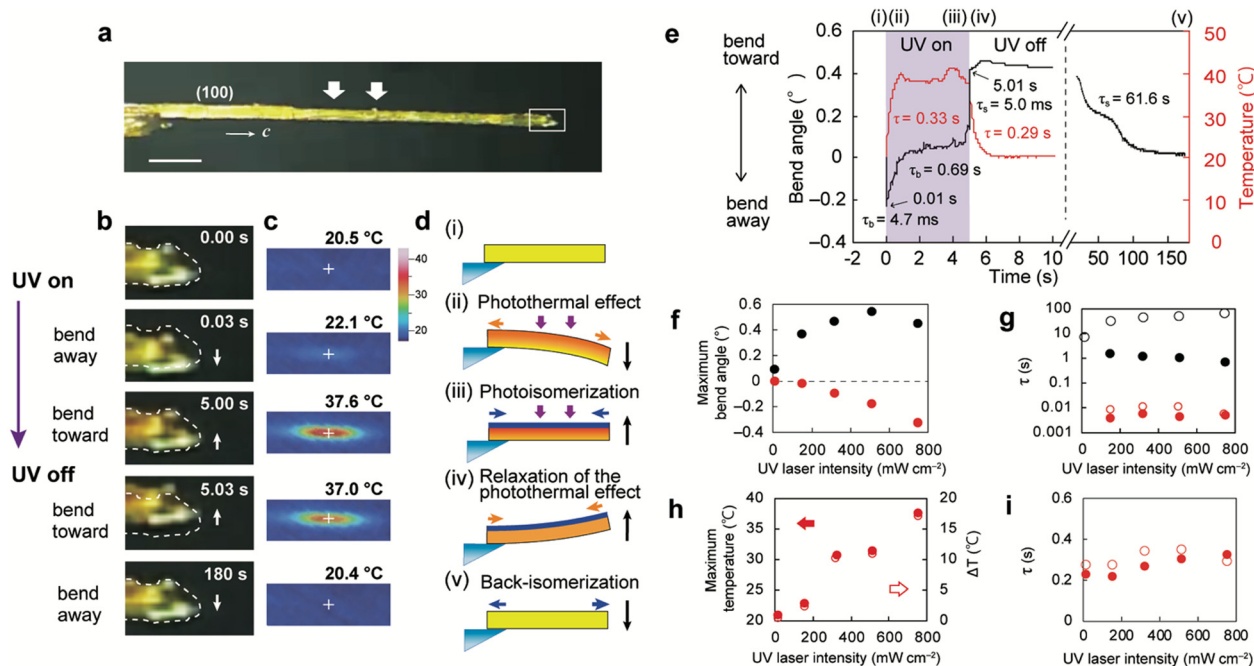 a
(100)
c
b
c
d
UV on
0.00 s
20.5 °C
40
30
20
(i)
bend
away
0.03 s
22.1 °C
(ii)
Photothermal effect
bend
toward
5.00 s
37.6 °C
(iii)
Photoisomerization
UV off
bend
toward
5.03 s
37.0 °C
(iv)
Relaxation of the
photothermal effect
bend
away
180 s
20.4 °C
(v)
Back-isomerization
e
bend
toward
bend
away
(i) (ii) (iii) (iv) (v)
UV on
UV off
Bend angle (°)
0.6
0.4
0.2
0
−0.2
−0.4
5.01 s
τs = 5.0 ms
τs = 61.6 s
τ = 0.33 s
τ = 0.29 s
τb = 0.69 s
0.01 s
τb = 4.7 ms
50
40
30
20
10
0
Temperature (°C)
-2 0 2 4 6 8 10 50 100 150
Time (s)
f
Maximum
bend angle (°)
0.6
0.4
0.2
0
−0.2
−0.4
0 200 400 600 800
UV laser intensity (mW cm−2)
g
τ (s)
100
10
1
0.1
0.01
0.001
0 200 400 600 800
UV laser intensity (mW cm−2)
h
Maximum
temperature (°C)
40
35
30
25
20
20
15
10
5
0
ΔT (°C)
0 200 400 600 800
UV laser intensity (mW cm−2)
i
τ (s)
0.6
0.4
0.2
0
0 200 400 600 800
UV laser intensity (mW cm−2)